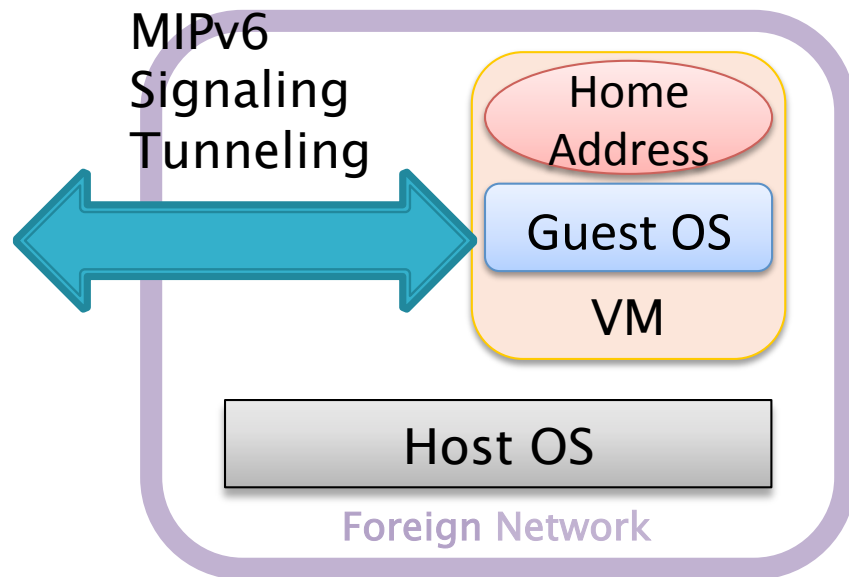 MIPv6
Signaling
Tunneling
Home
Address
Guest OS
VM
Host OS
Foreign Network